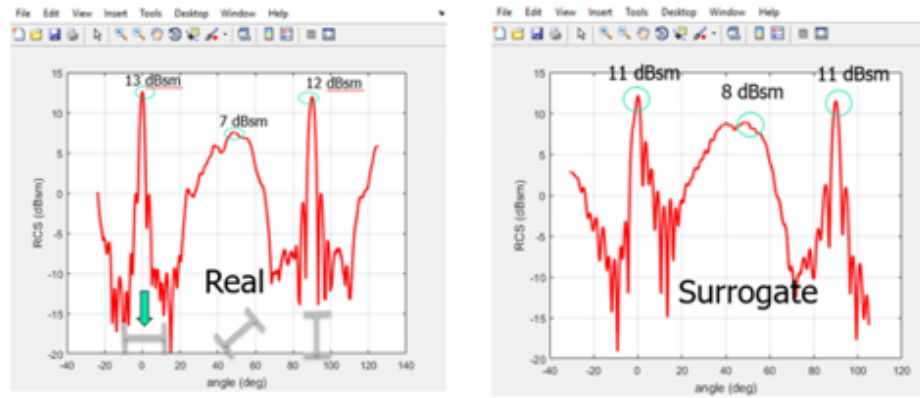 File Edit View Insert Tools Desktop Window Help
13 dBsm
12 dBsm
7 dBsm
15
10
5
0
-5
-10
-15
-20
RCS (dBsm)
Real
-40 -20 0 20 40 60 80 100 120 140
angle (deg)
File Edit View Insert Tools Desktop Window Help
11 dBsm
11 dBsm
8 dBsm
15
10
5
0
-5
-10
-15
-20
RCS (dBsm)
Surrogate
-40 -20 0 20 40 60 80 100 120
angle (deg)